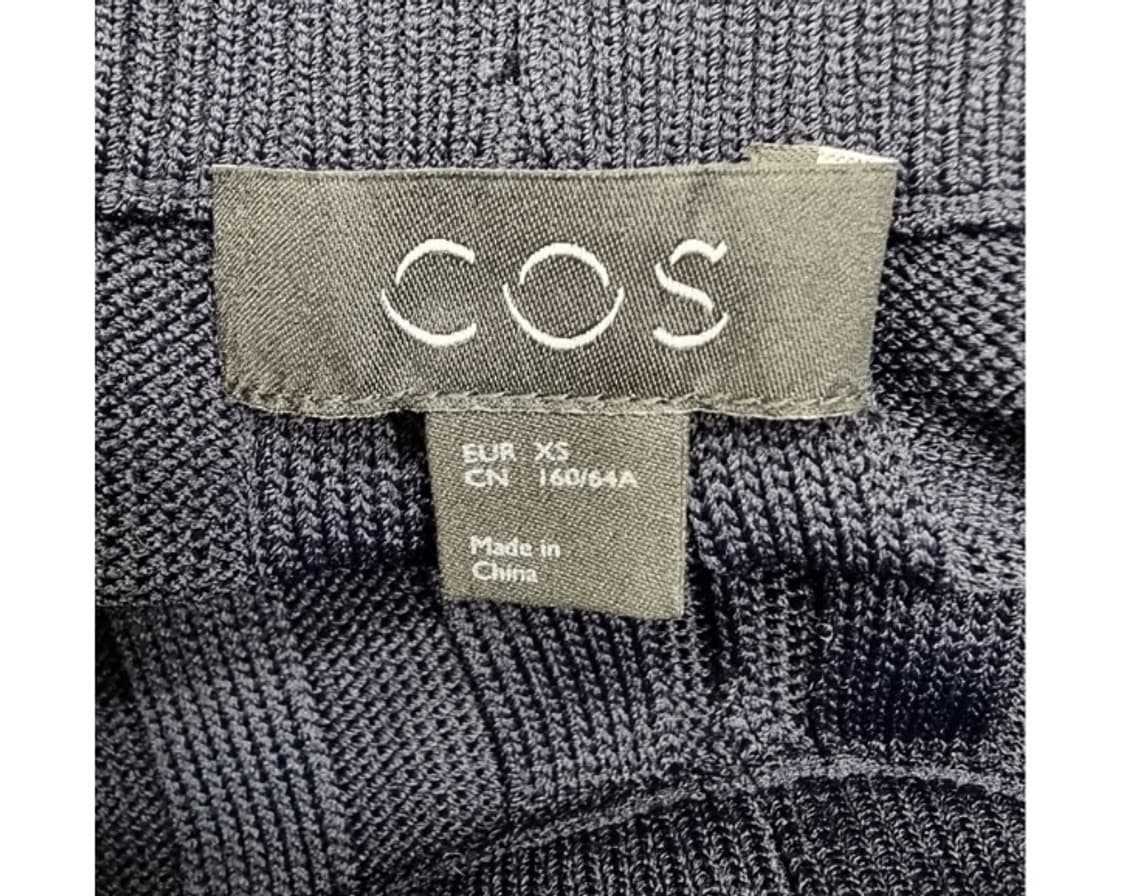 COS
EUR XS
CN 160/64A
Made in
China